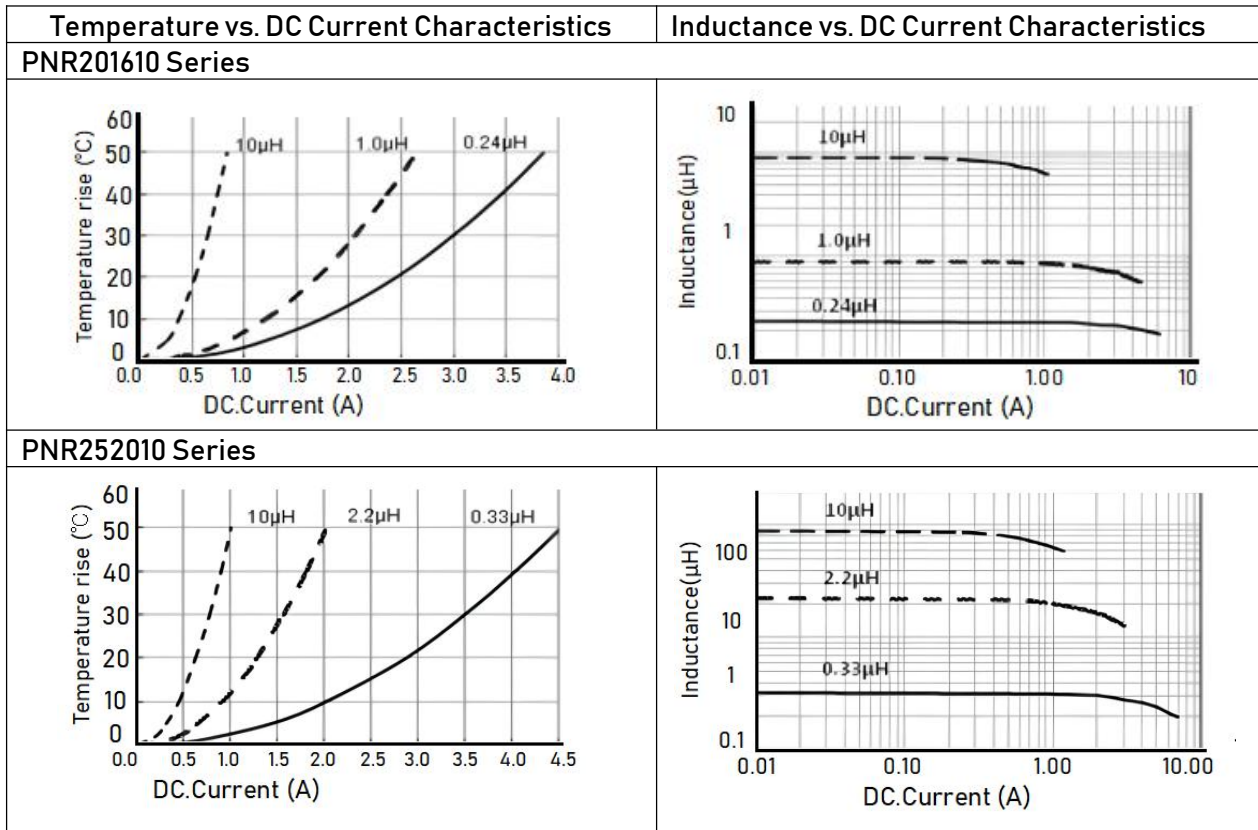 Temperature vs. DC Current Characteristics
Inductance vs. DC Current Characteristics
PNR201610 Series
Temperature rise (°C)
60
50
40
30
20
10
0
10µH
1.0µH
0.24µH
0.0 0.5 1.0 1.5 2.0 2.5 3.0 3.5 4.0
DC.Current (A)
Inductance(µH)
10
1
0.1
10µH
1.0µH
0.24µH
0.01 0.10 1.00 10
DC.Current (A)
PNR252010 Series
Temperature rise (℃)
60
50
40
30
20
10
0
10µH
2.2µH
0.33µH
0.0 0.5 1.0 1.5 2.0 2.5 3.0 3.5 4.0 4.5
DC.Current (A)
Inductance(µH)
100
10
1
0.1
10µH
2.2µH
0.33µH
0.01 0.10 1.00 10.00
DC.Current (A)